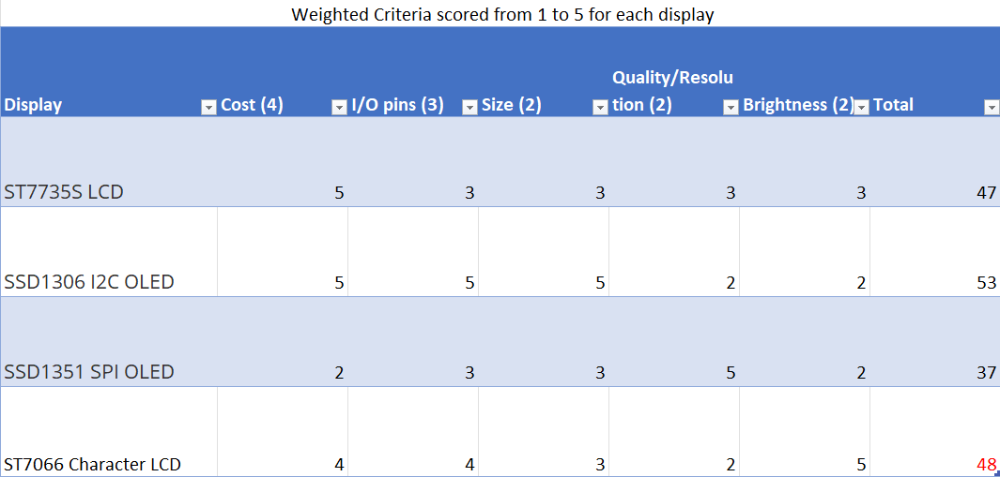 Weighted Criteria scored from 1 to 5 for each display
Quality/Resolu
Display Cost (4) I/O pins (3) Size (2) tion (2) Brightness (2) Total
ST7735S LCD 5 3 3 3 3 47
SSD1306 I2C OLED 5 5 5 2 2 53
SSD1351 SPI OLED 2 3 3 5 2 37
ST7066 Character LCD 4 4 3 2 5 48